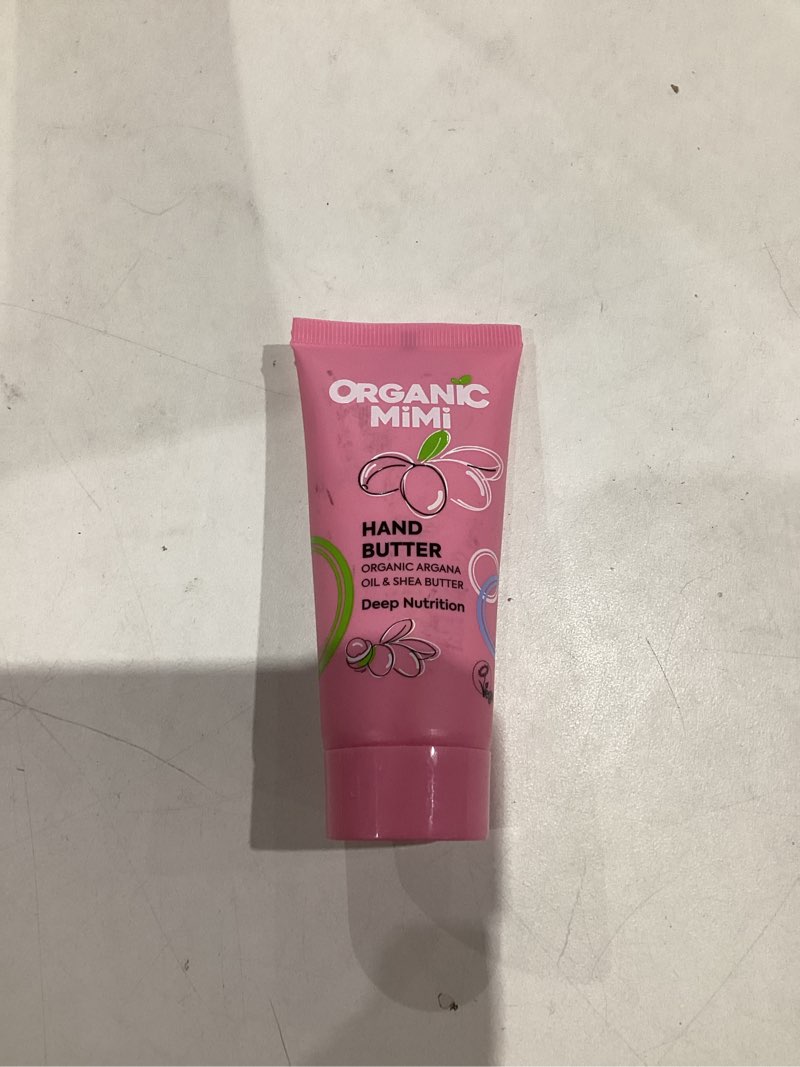 ORGANIC
MiMi
HAND
BUTTER
ORGANIC ARGANA
OIL & SHEA BUTTER
Deep Nutrition